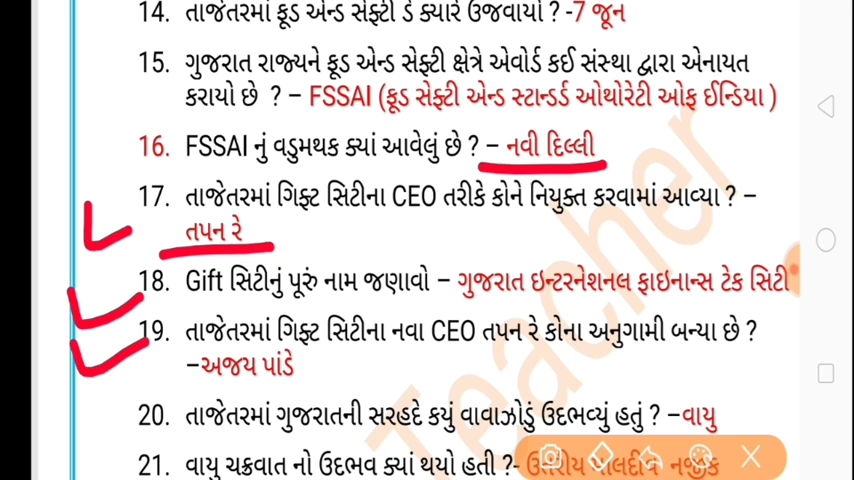 14. તાજેતરમાં ફૂડ એન્ડ સેફ્ટી ડે ક્યારે ઉજવાયો ? -7 જૂન
15. ગુજરાત રાજ્યને ફૂડ એન્ડ સેફ્ટી ક્ષેત્રે એવોર્ડ કઈ સંસ્થા દ્વારા એનાયત
કરાયો છે ? – FSSAI (ફૂડ સેફ્ટી એન્ડ સ્ટાન્ડર્ડ ઓથોરેટી ઓફ ઈન્ડિયા )
16. FSSAI નું વડુમથક ક્યાં આવેલું છે ? – નવી દિલ્લી
17. તાજેતરમાં ગિફ્ટ સિટીના CEO તરીકે કોને નિયુક્ત કરવામાં આવ્યા ? –
તપન રે
18. Gift સિટીનું પૂરું નામ જણાવો – ગુજરાત ઇન્ટરનેશનલ ફાઇનાન્સ ટેક સિટી
19. તાજેતરમાં ગિફ્ટ સિટીના નવા CEO તપન રે કોના અનુગામી બન્યા છે ?
–અજય પાંડે
20. તાજેતરમાં ગુજરાતની સરહદે કયું વાવાઝોડું ઉદભવ્યું હતું ? –વાયુ
21. વાયુ ચક્રવાત નો ઉદભવ ક્યાં થયો હતી ?- નજીક
Teacher